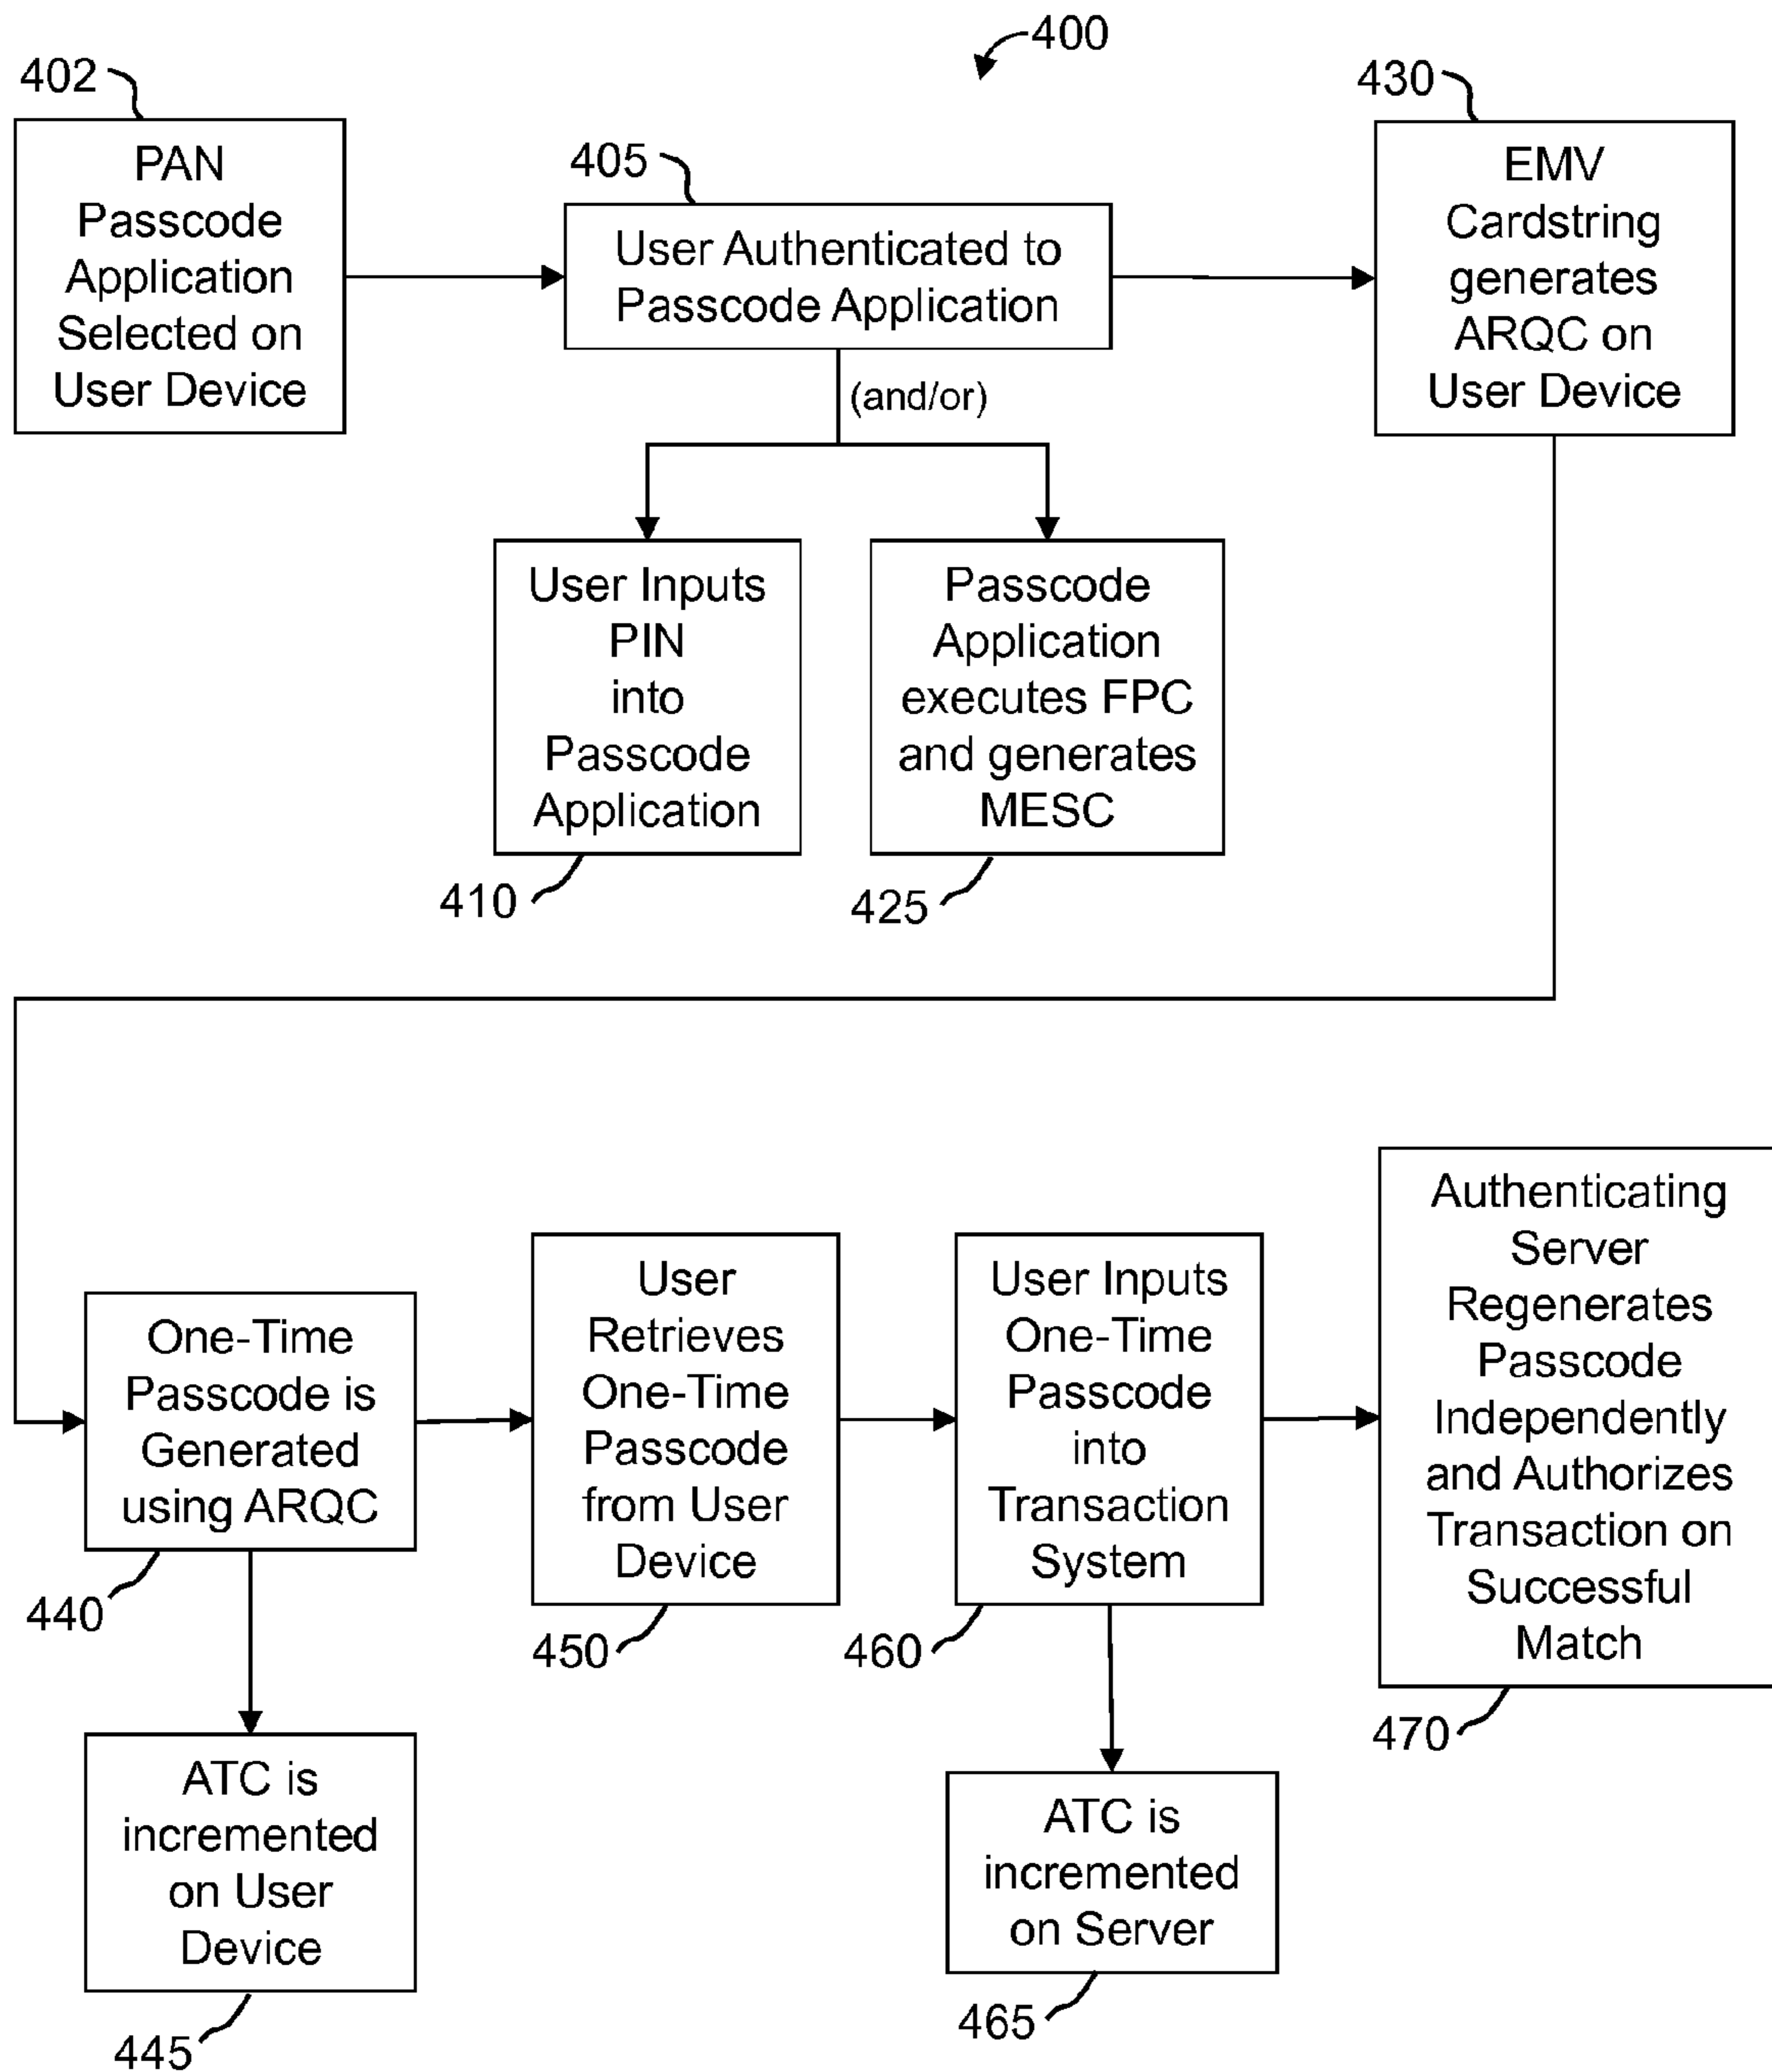 400
402
PAN
Passcode
Application
Selected on
User Device
405
User Authenticated to
Passcode Application
430
EMV
Cardstring
generates
ARQC on
User Device
(and/or)
User Inputs
PIN
into
Passcode
Application
410
Passcode
Application
executes FPC
and generates
MESC
425
One-Time
Passcode is
Generated
using ARQC
440
User
Retrieves
One-Time
Passcode
from User
Device
450
User Inputs
One-Time
Passcode
into
Transaction
System
460
Authenticating
Server
Regenerates
Passcode
Independently
and Authorizes
Transaction on
Successful
Match
470
ATC is
incremented
on User
Device
445
ATC is
incremented
on Server
465